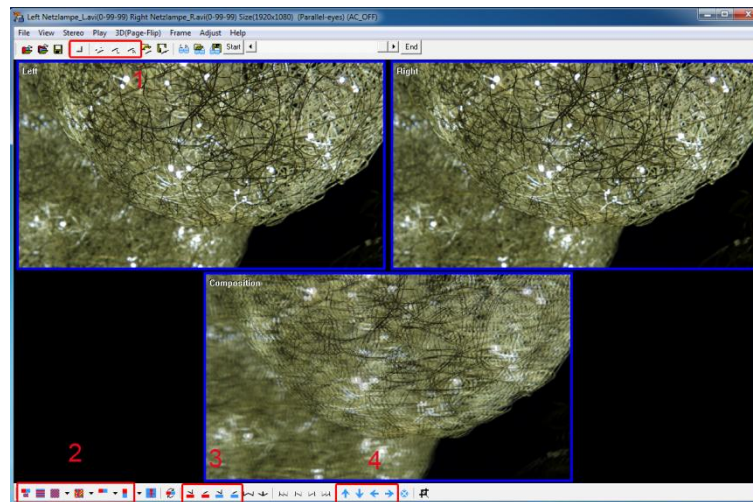 Left Netzlampe_L.avi(0-99-99) Right Netzlampe_R.avi(0-99-99) Size(1920x1080) (Parallel-eyes) (AC_OFF)
File View Stereo Play 3D(Page-Flip) Frame Adjust Help
Start End
1
Left Right
Composition
2 3 4